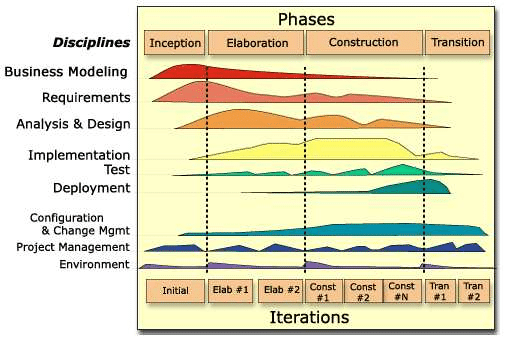 Phases
Disciplines
Inception
Elaboration
Construction
Transition
Business Modeling
Requirements
Analysis & Design
Implementation
Test
Deployment
Configuration
& Change Mgmt
Project Management
Environment
Initial
Elab #1
Elab #2
Const
#1
Const
#2
Const
#N
Tran
#1
Tran
#2
Iterations